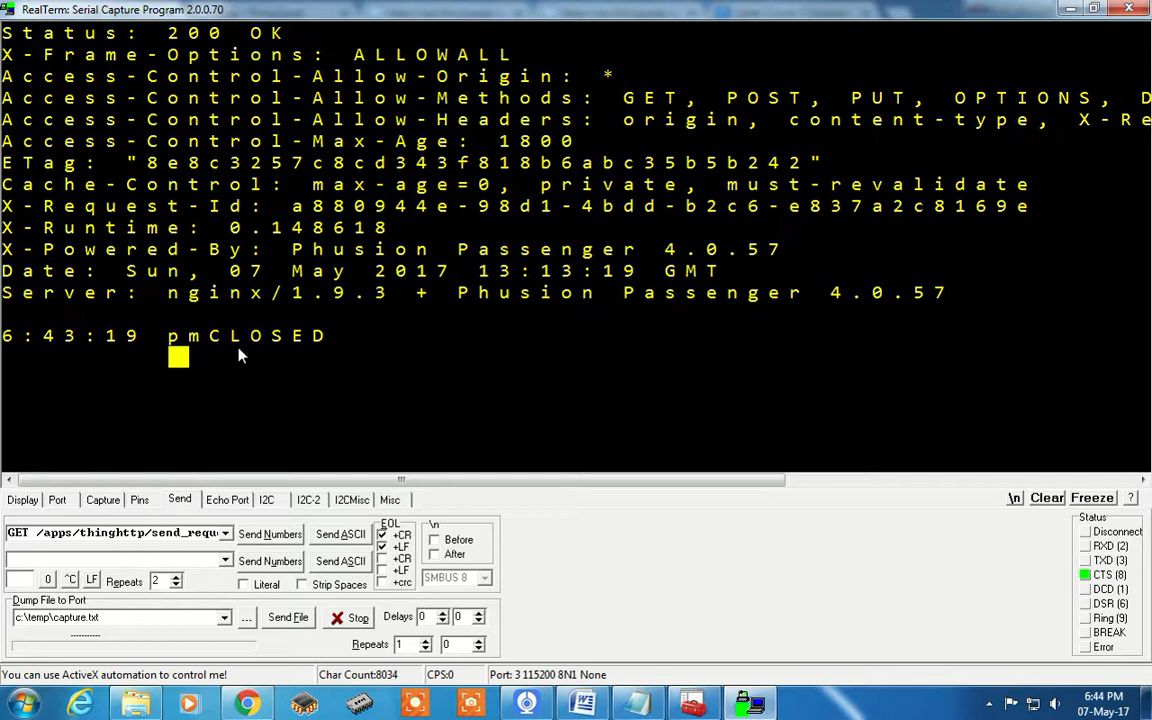 RealTerm: Serial Capture Program 2.0.0.70
Status: 200 OK
X-Frame-Options: ALLOWALL
Access-Control-Allow-Origin: *
Access-Control-Allow-Methods: GET, POST, PUT, OPTIONS, D
Access-Control-Allow-Headers: origin, content-type, X-Re
Access-Control-Max-Age: 1800
ETag: "8e8c3257c8cd343f818b6abc35b5b242"
Cache-Control: max-age=0, private, must-revalidate
X-Request-Id: a880944e-98d1-4bdd-b2c6-e837a2c8169e
X-Runtime: 0.148618
X-Powered-By: Phusion Passenger 4.0.57
Date: Sun, 07 May 2017 13:13:19 GMT
Server: nginx/1.9.3 + Phusion Passenger 4.0.57
6:43:19 pmCLOSED
Display Port Capture Pins Send Echo Port I2C I2C-2 I2CMisc Misc \n Clear Freeze ?
EOL \n Status
GET /apps/thinghttp/send_requ Send Numbers Send ASCII +CR Before Disconnect
+LF After RXD (2)
Send Numbers Send ASCII +CR TXD (3)
+LF
0 ^C LF Repeats 2 Literal Strip Spaces +crc SMBUS 8 CTS (8)
Dump File to Port DCD (1)
c:\temp\capture.txt ... Send File Stop Delays 0 0 DSR (6)
Ring (9)
BREAK
Repeats 1 0 Error
You can use ActiveX automation to control me! Char Count:8034 CPS:0 Port: 3 115200 8N1 None
6:44 PM
07-May-17